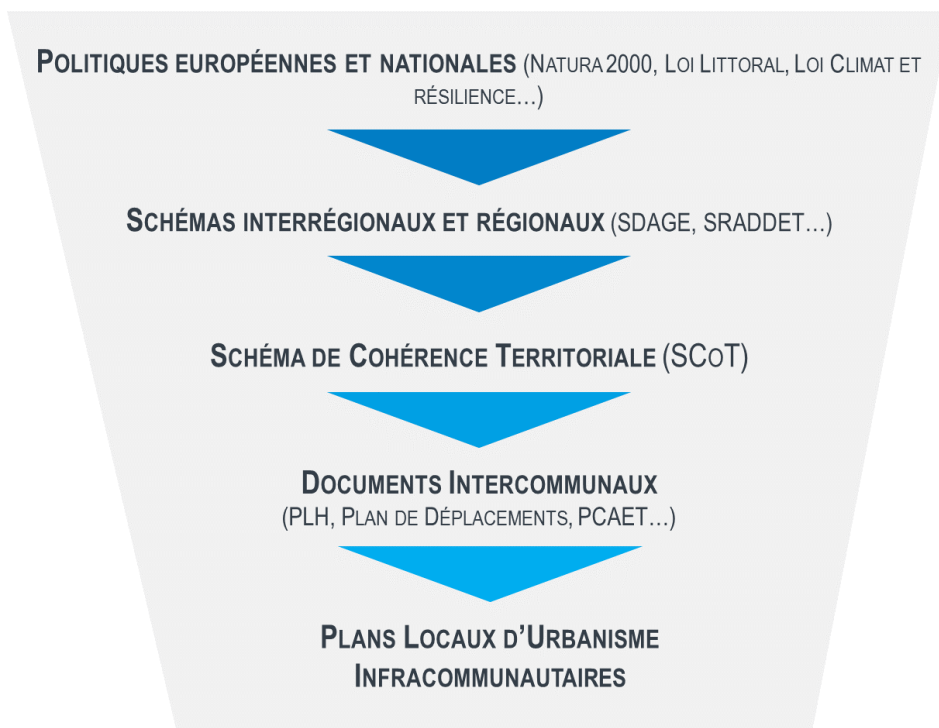 POLITIQUES EUROPÉENNES ET NATIONALES (NATURA 2000, LOI LITTORAL, LOI CLIMAT ET
RÉSILIENCE…)
SCHÉMAS INTERRÉGIONAUX ET RÉGIONAUX (SDAGE, SRADDET…)
SCHÉMA DE COHÉRENCE TERRITORIALE (SCOT)
DOCUMENTS INTERCOMMUNAUX
(PLH, PLAN DE DÉPLACEMENTS, PCAET…)
PLANS LOCAUX D’URBANISME
INFRACOMMUNAUTAIRES